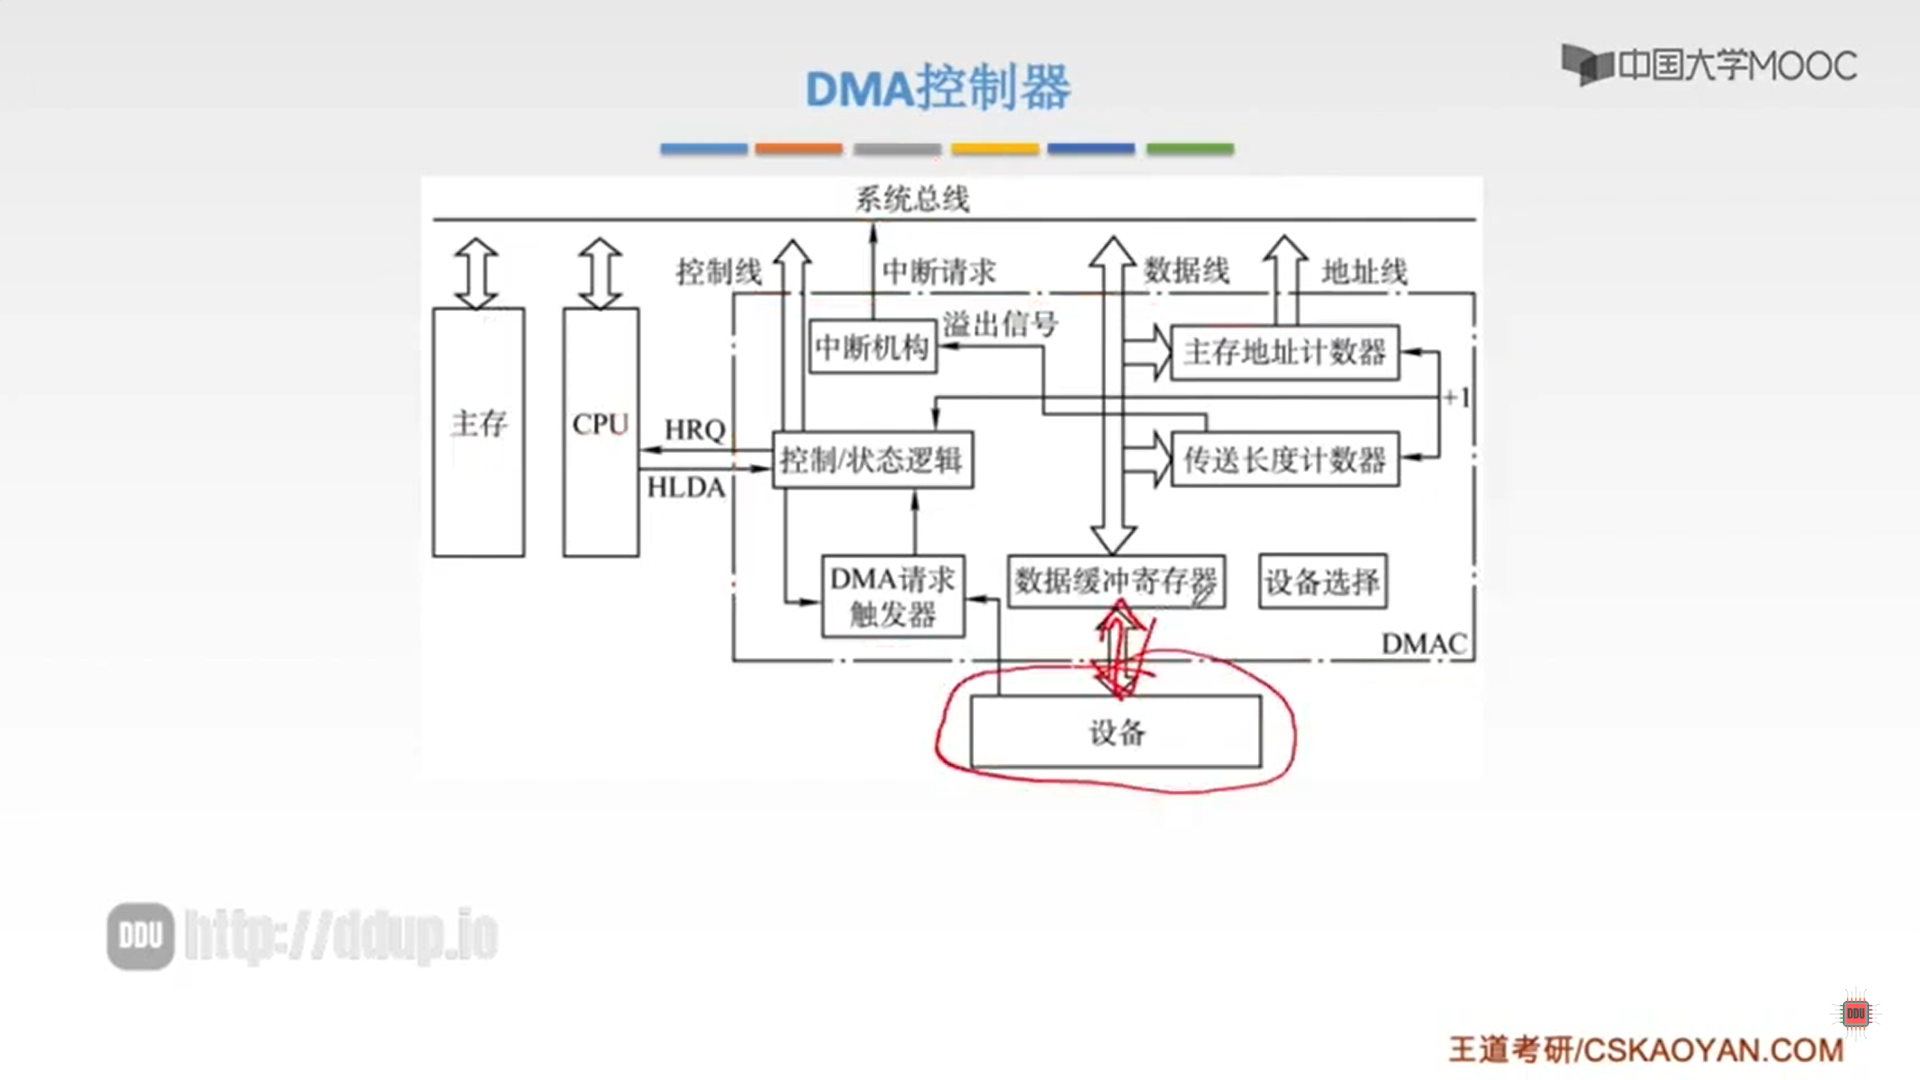 中国大学MOOC
DMA控制器
系统总线
控制线
中断请求
数据线
地址线
中断机构
溢出信号
主存地址计数器
+1
主存
CPU
HRQ
HLDA
控制/状态逻辑
传送长度计数器
DMA请求
触发器
数据缓冲寄存器
设备选择
DMAC
设备
DDU http://ddup.io
DDU
王道考研/CSKAOYAN.COM